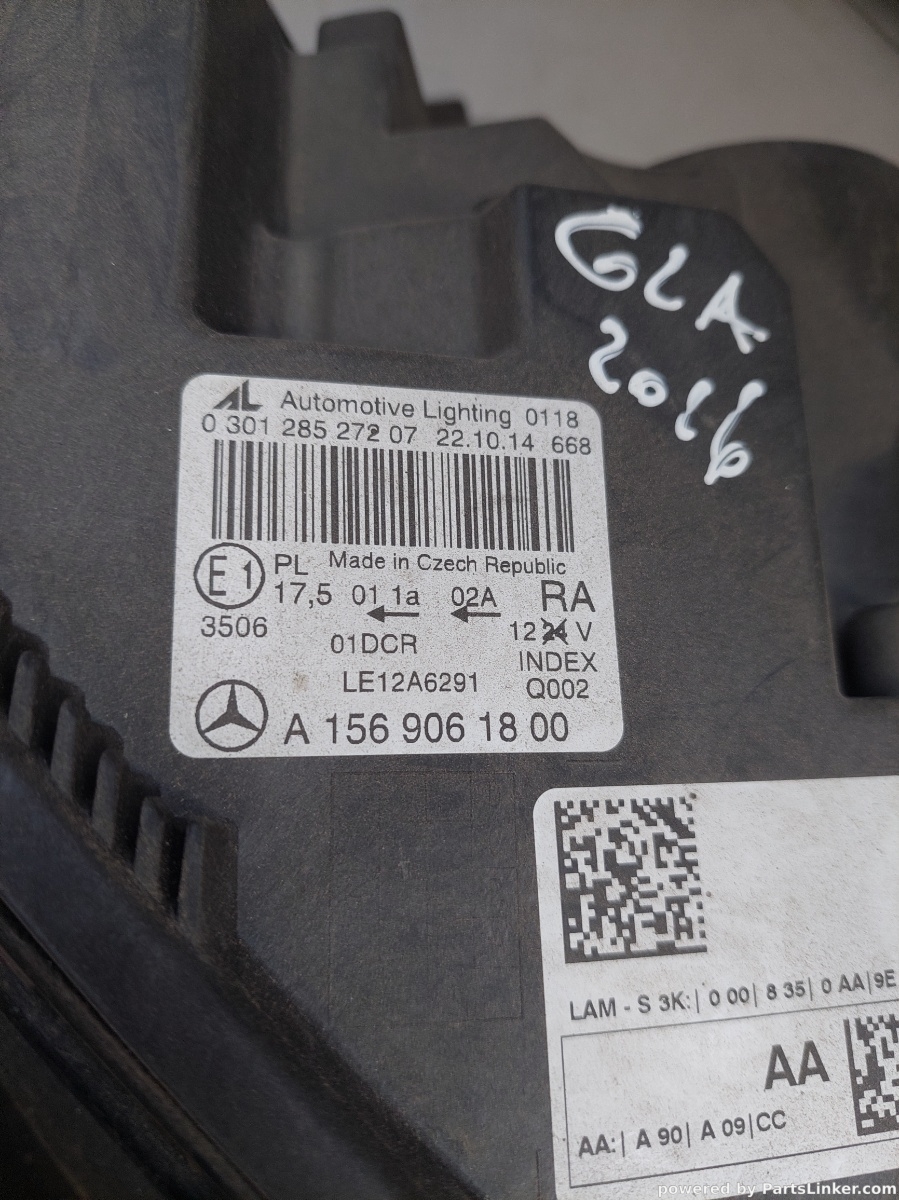 GLA
2016
AL Automotive Lighting 0118
0 301 285 272 07 22.10.14 668
E1 PL Made in Czech Republic
17,5 01 1a 02A RA
3506 12 24 V
01DCR INDEX
LE12A6291 Q002
A 156 906 18 00
LAM - S 3K:| 0 00| 8 35| 0 AA|9E
AA
AA:| A 90| A 09|CC
powered by PartsLinker.com